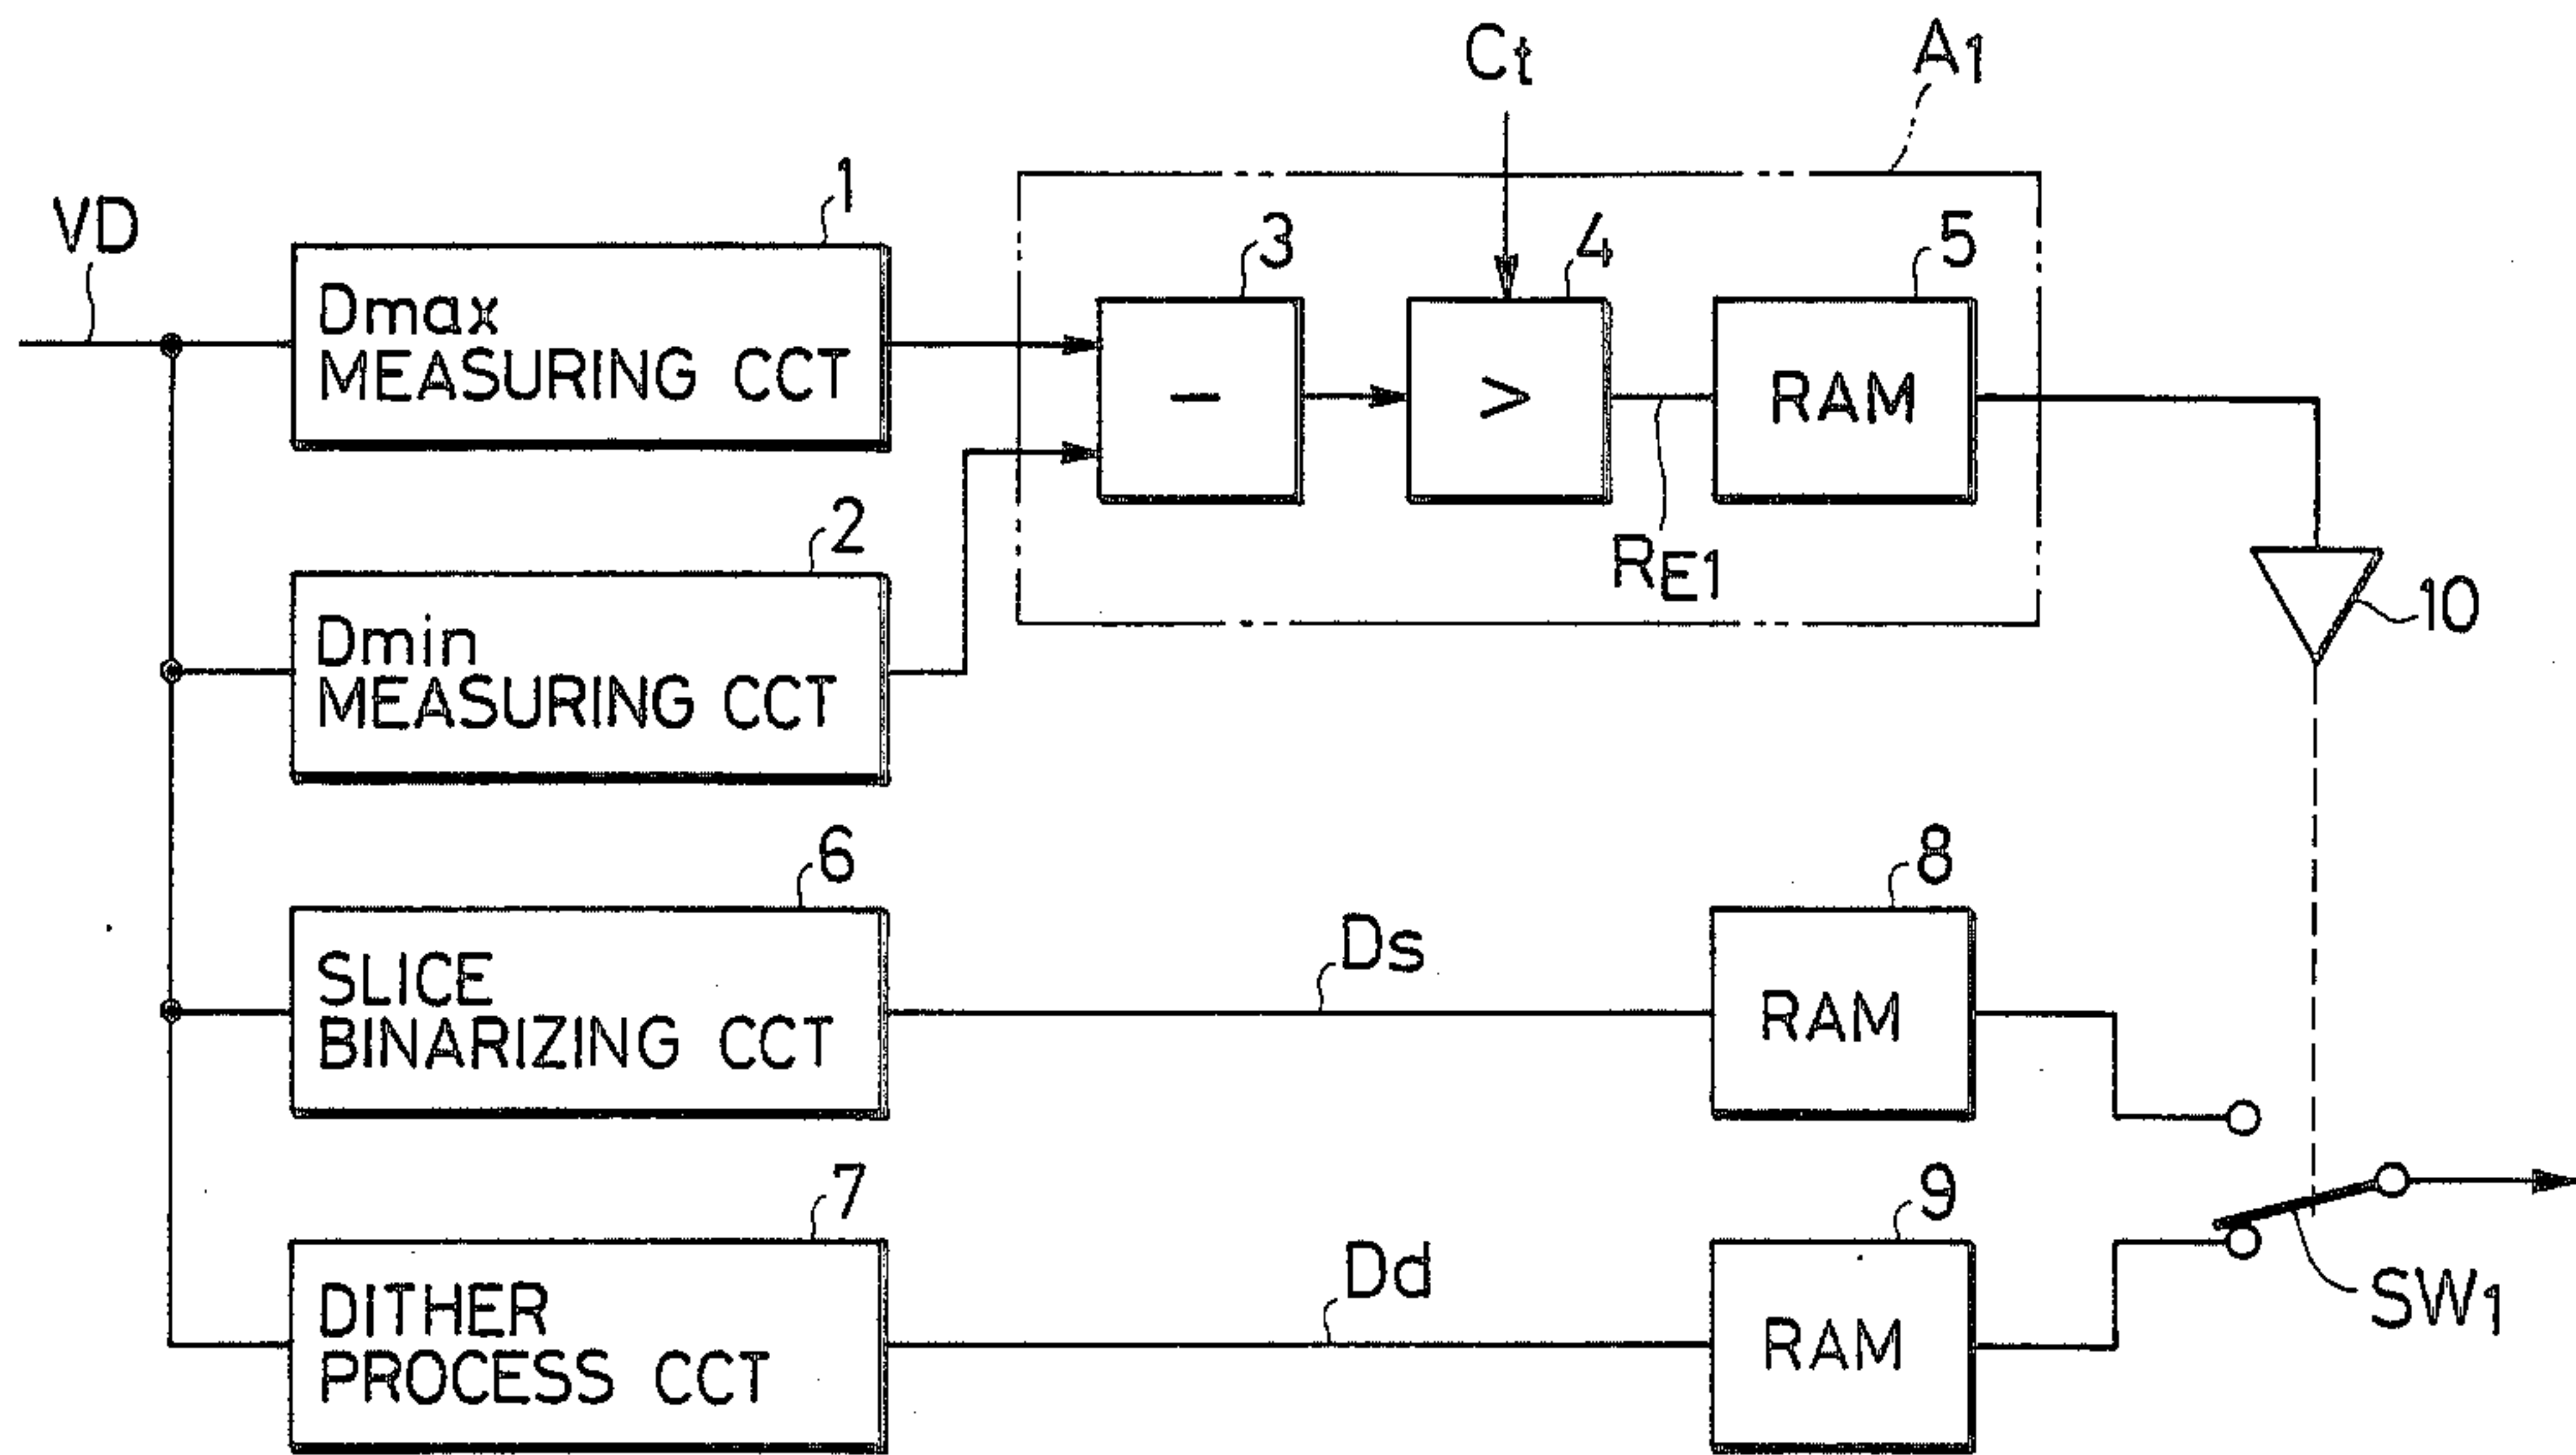 Ct
A1
VD
1
Dmax
MEASURING CCT
3
-
4
>
5
RAM
RE1
10
2
Dmin
MEASURING CCT
6
SLICE
BINARIZING CCT
Ds
8
RAM
7
DITHER
PROCESS CCT
Dd
9
RAM
SW1